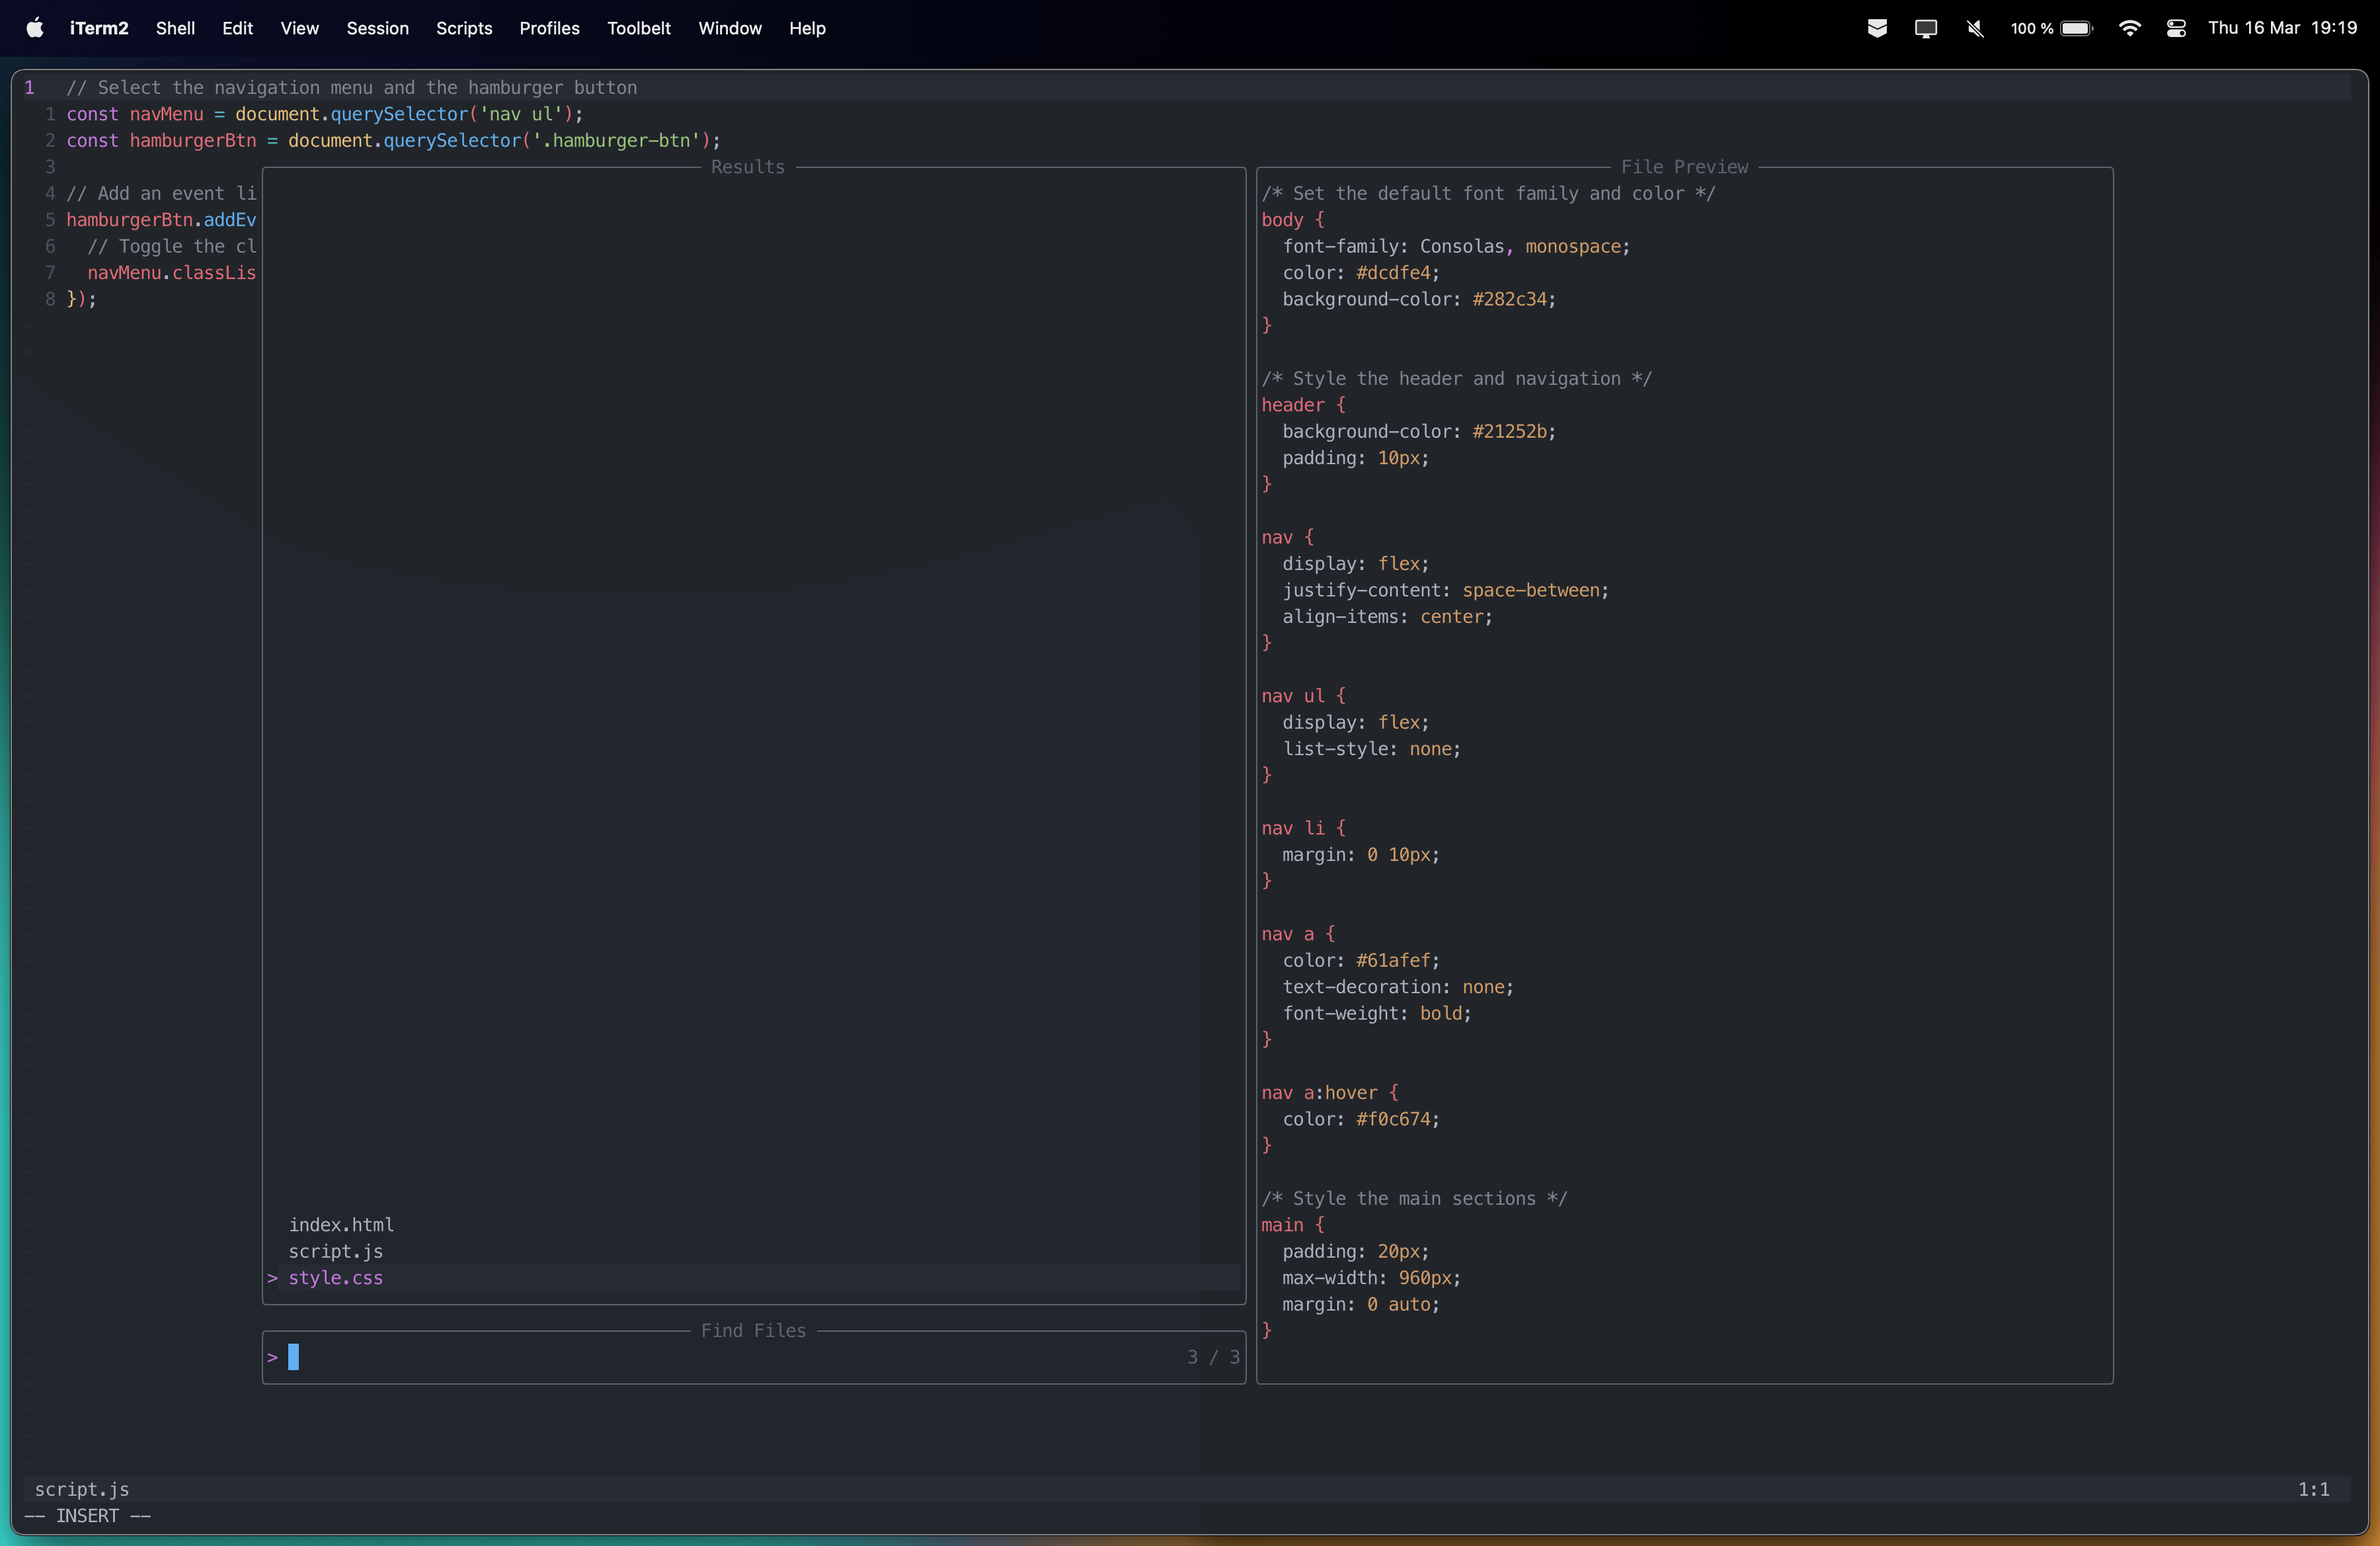 iTerm2 Shell Edit View Session Scripts Profiles Toolbelt Window Help 100 % Thu 16 Mar 19:19
1 // Select the navigation menu and the hamburger button
1 const navMenu = document.querySelector('nav ul');
2 const hamburgerBtn = document.querySelector('.hamburger-btn');
3
4 // Add an event li
5 hamburgerBtn.addEv
6   // Toggle the cl
7   navMenu.classLis
8 });
Results
index.html
script.js
> style.css
Find Files
> 3 / 3
File Preview
/* Set the default font family and color */
body {
  font-family: Consolas, monospace;
  color: #dcdfe4;
  background-color: #282c34;
}
/* Style the header and navigation */
header {
  background-color: #21252b;
  padding: 10px;
}
nav {
  display: flex;
  justify-content: space-between;
  align-items: center;
}
nav ul {
  display: flex;
  list-style: none;
}
nav li {
  margin: 0 10px;
}
nav a {
  color: #61afef;
  text-decoration: none;
  font-weight: bold;
}
nav a:hover {
  color: #f0c674;
}
/* Style the main sections */
main {
  padding: 20px;
  max-width: 960px;
  margin: 0 auto;
}
script.js 1:1
-- INSERT --